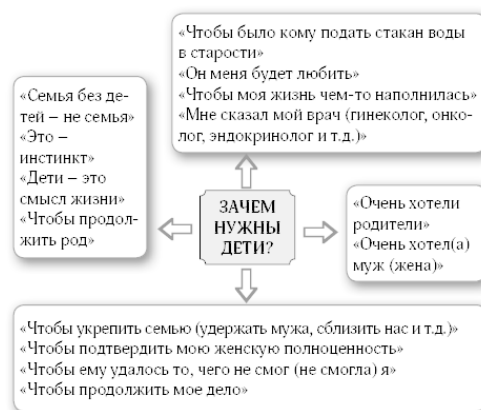 «Чтобы было кому подать стакан воды
в старости»
«Он меня будет любить»
«Чтобы моя жизнь чем-то наполнилась»
«Мне сказал мой врач (гинеколог, онко-
лог, эндокринолог и т.д.)»
«Семья без де-
тей – не семья»
«Это –
инстинкт»
«Дети – это
смысл жизни»
«Чтобы продол-
жить род»
ЗАЧЕМ
НУЖНЫ
ДЕТИ?
«Очень хотели
родители»
«Очень хотел(а)
муж (жена)»
«Чтобы укрепить семью (удержать мужа, сблизить нас и т.д.)»
«Чтобы подтвердить мою женскую полноценность»
«Чтобы ему удалось то, чего не смог (не смогла) я»
«Чтобы продолжить мое дело»